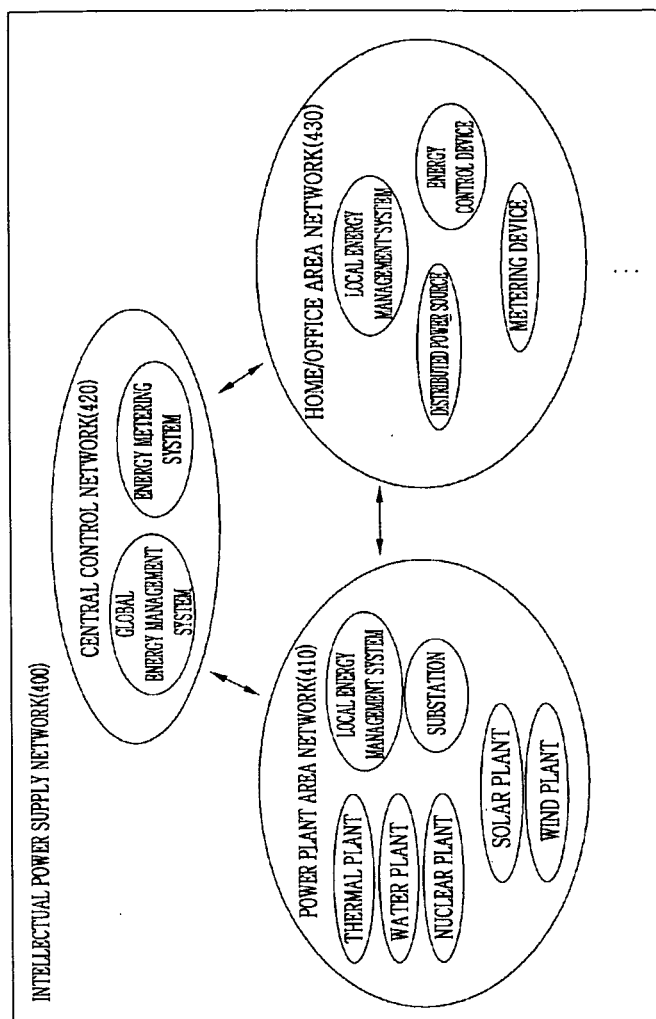 INTELLECTUAL POWER SUPPLY NETWORK(400)
CENTRAL CONTROL NETWORK(420)
GLOBAL
ENERGY MANAGEMENT
SYSTEM
ENERGY METERING
SYSTEM
POWER PLANT AREA NETWORK(410)
THERMAL PLANT
WATER PLANT
NUCLEAR PLANT
LOCAL ENERGY
MANAGEMENT SYSTEM
SUBSTATION
SOLAR PLANT
WIND PLANT
HOME/OFFICE AREA NETWORK(430)
LOCAL ENERGY
MANAGEMENT-SYSTEM
DISTRIBUTED POWER SOURCE
ENERGY
CONTROL DEVICE
METERING DEVICE
...